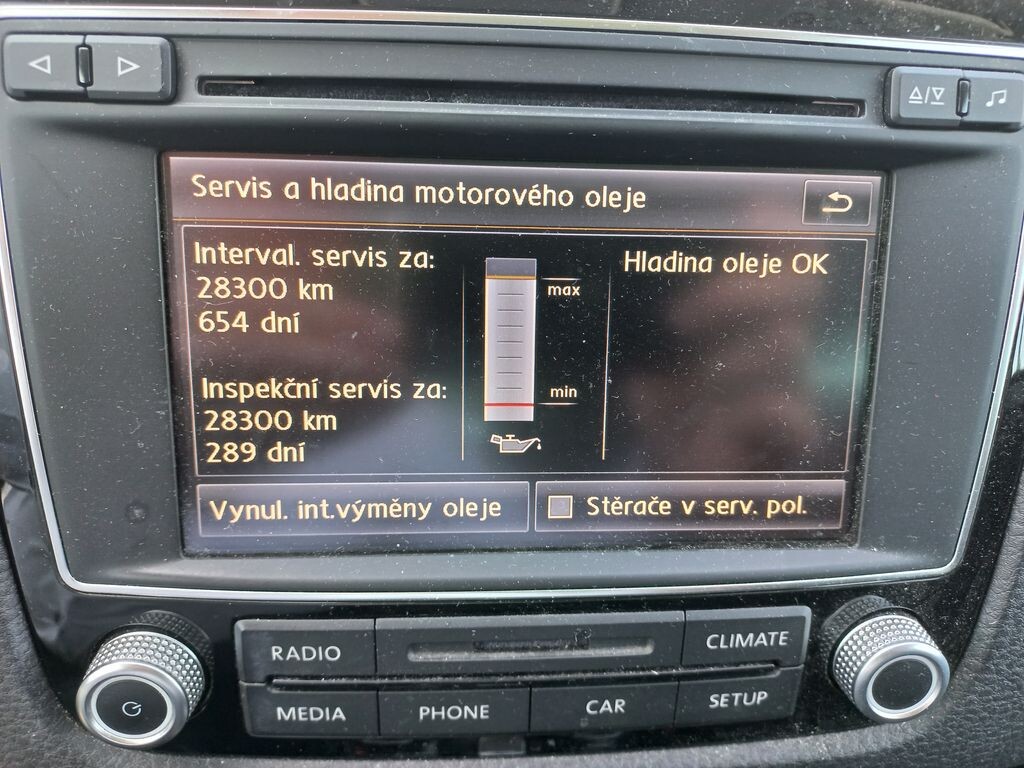 Servis a hladina motorového oleje
Interval. servis za:
28300 km
654 dní
Inspekční servis za:
28300 km
289 dní
max
min
Hladina oleje OK
Vynul. int.výměny oleje
Stěrače v serv. pol.
RADIO
CLIMATE
MEDIA
PHONE
CAR
SETUP